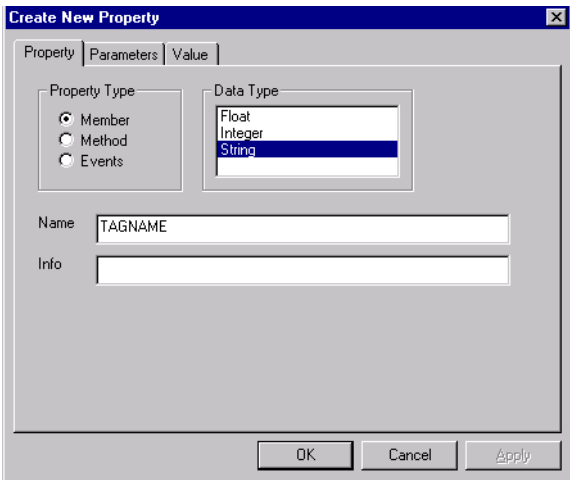 Create New Property
Property Parameters Value
Property Type
Member
Method
Events
Data Type
Float
Integer
String
Name TAGNAME
Info
OK Cancel Apply